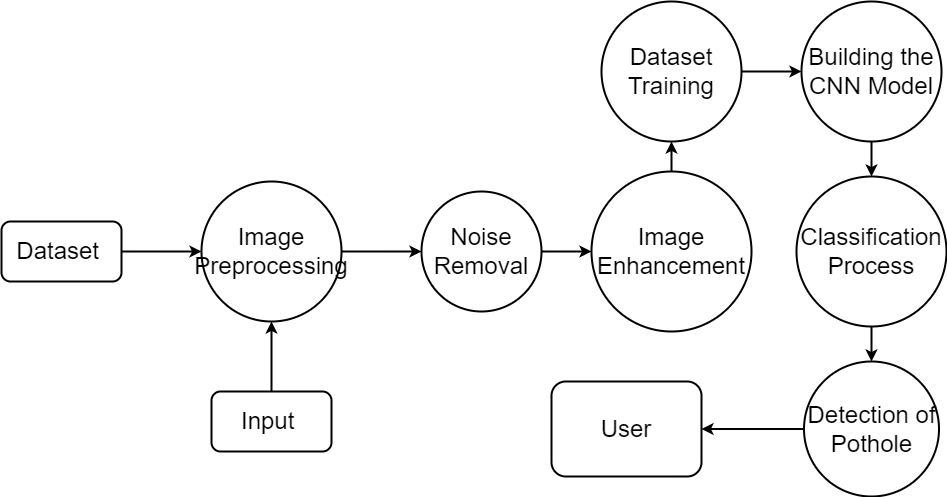 Dataset
Training
Building the
CNN Model
Dataset
Image
Preprocessing
Noise
Removal
Image
Enhancement
Classification
Process
Input
User
Detection of
Pothole